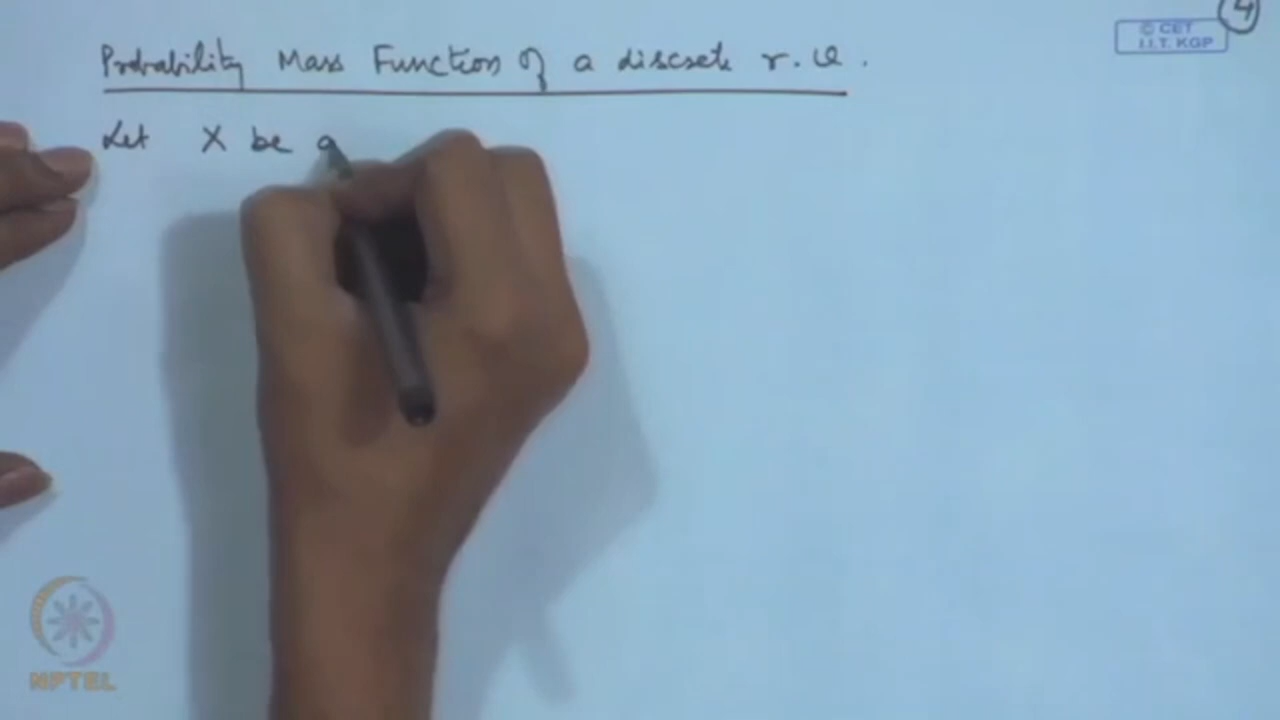 4
© CET
I.I.T. KGP
Probability Mass Function of a discrete r.v.
Let X be a
NPTEL